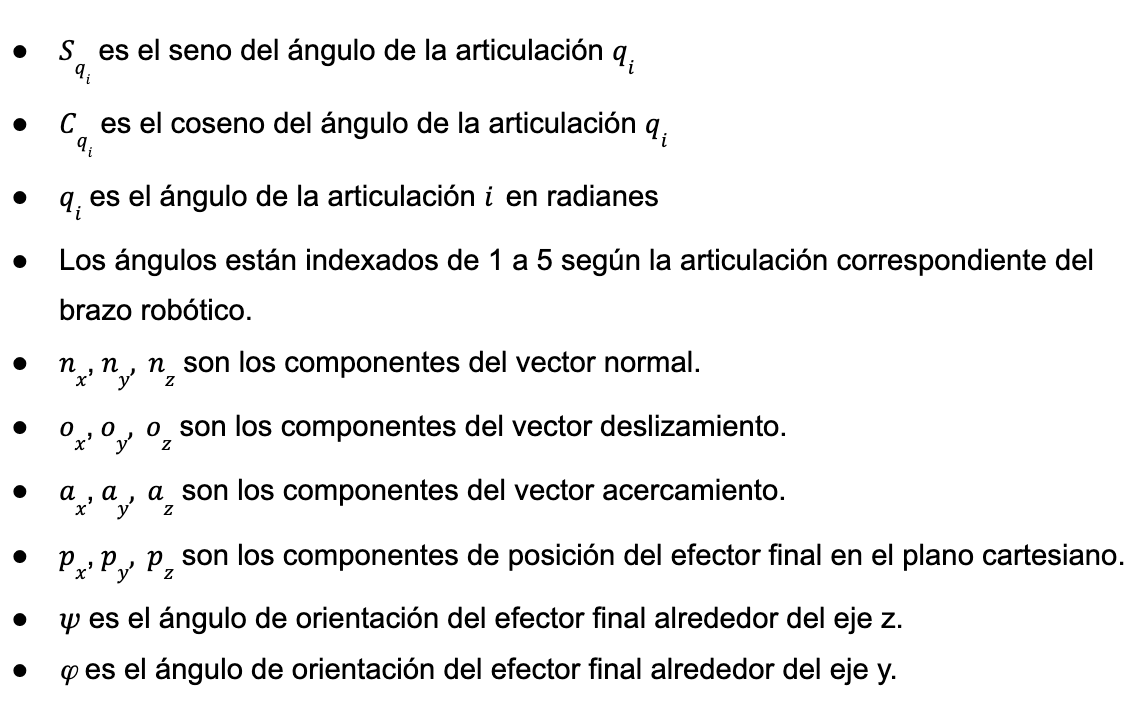 ● S_{q_i} es el seno del ángulo de la articulación q_i
● C_{q_i} es el coseno del ángulo de la articulación q_i
● q_i es el ángulo de la articulación i en radianes
● Los ángulos están indexados de 1 a 5 según la articulación correspondiente del
brazo robótico.
● n_x, n_y, n_z son los componentes del vector normal.
● o_x, o_y, o_z son los componentes del vector deslizamiento.
● a_x, a_y, a_z son los componentes del vector acercamiento.
● p_x, p_y, p_z son los componentes de posición del efector final en el plano cartesiano.
● ψ es el ángulo de orientación del efector final alrededor del eje z.
● φ es el ángulo de orientación del efector final alrededor del eje y.